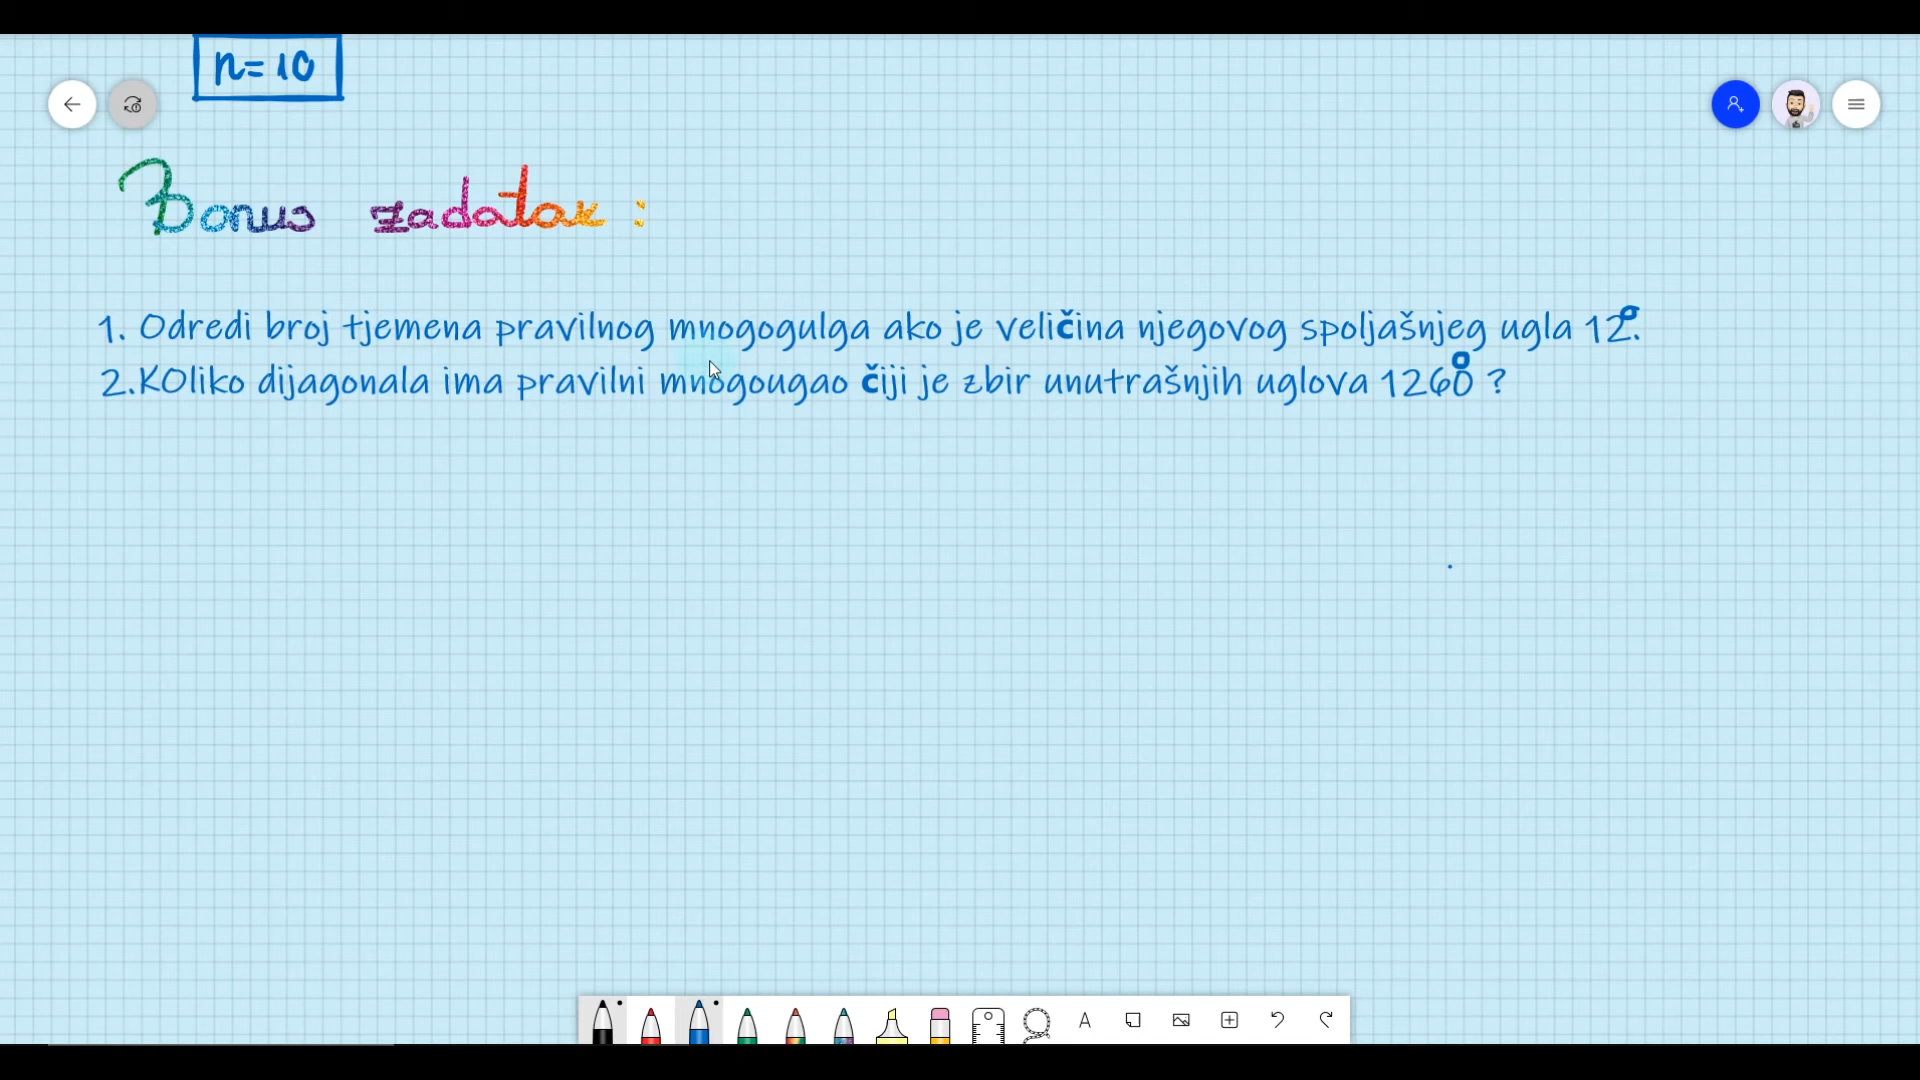 n=10
Bonus zadatak :
1. Odredi broj tjemena pravilnog mnogogulga ako je veličina njegovog spoljašnjeg ugla 12°.
2.KOliko dijagonala ima pravilni mnogougao čiji je zbir unutrašnjih uglova 1260° ?
A